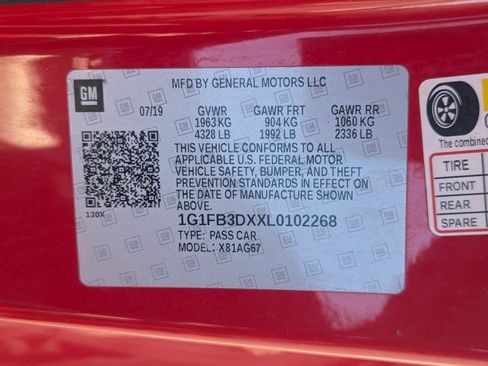 GM
MFD BY GENERAL MOTORS LLC
07/19 GVWR GAWR FRT GAWR RR
1963 KG 904 KG 1060 KG
4328 LB 1992 LB 2336 LB
THIS VEHICLE CONFORMS TO ALL
APPLICABLE U.S. FEDERAL MOTOR
VEHICLE SAFETY, BUMPER, AND THEFT
PREVENTION STANDARDS IN EFFECT ON
THE DATE OF MANUFACTURE SHOWN
ABOVE.
130X
1G1FB3DXXL0102268
TYPE: PASS CAR
MODEL: X81AG67
The combined
TIRE
FRONT
REAR
SPARE